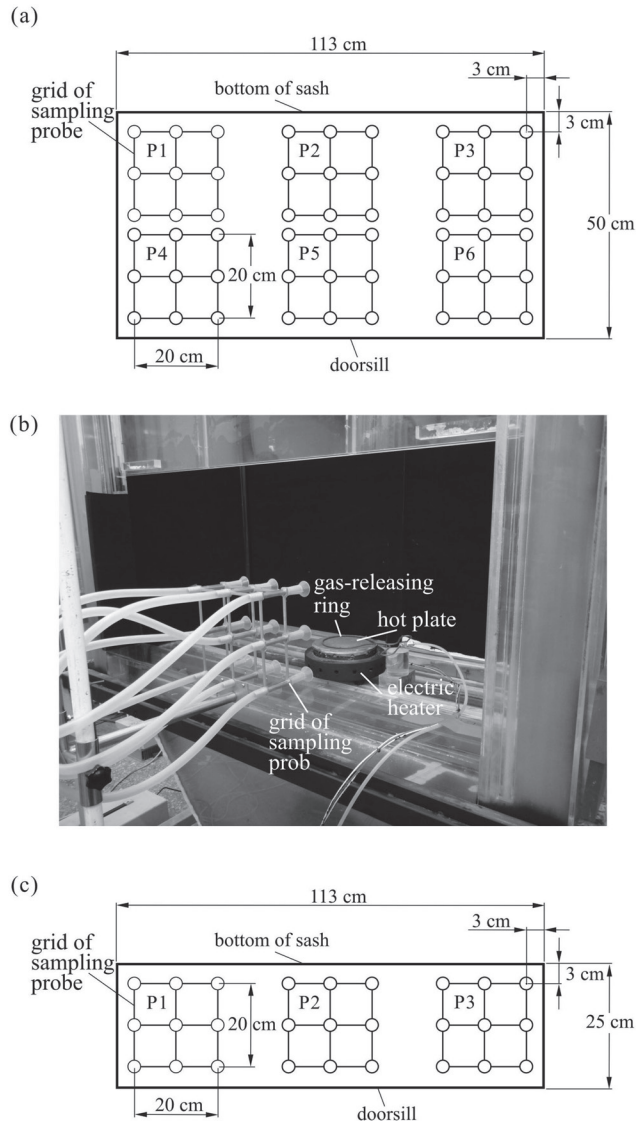 (a)
113 cm
3 cm
grid of
sampling
probe
bottom of sash
3 cm
P1
P2
P3
50 cm
P4
P5
P6
20 cm
20 cm
doorsill
(b)
gas-releasing
ring
hot plate
electric
heater
grid of
sampling
prob
(c)
113 cm
3 cm
grid of
sampling
probe
bottom of sash
3 cm
P1
P2
P3
20 cm
25 cm
20 cm
doorsill